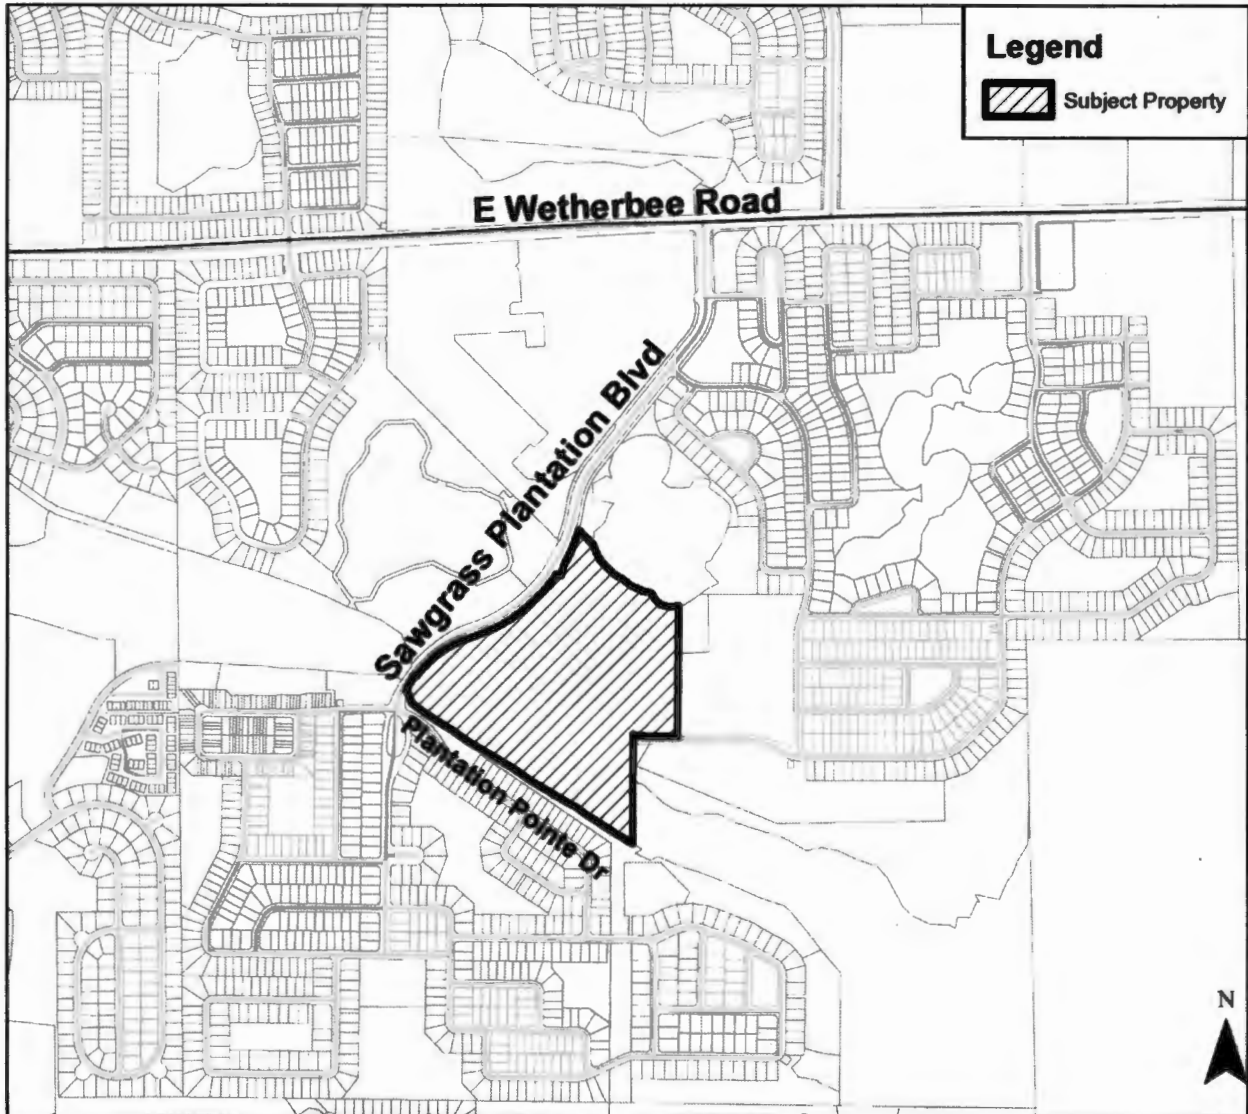 Legend
Subject Property
E Wetherbee Road
Sawgrass Plantation Blvd
Plantation Pointe Dr
N